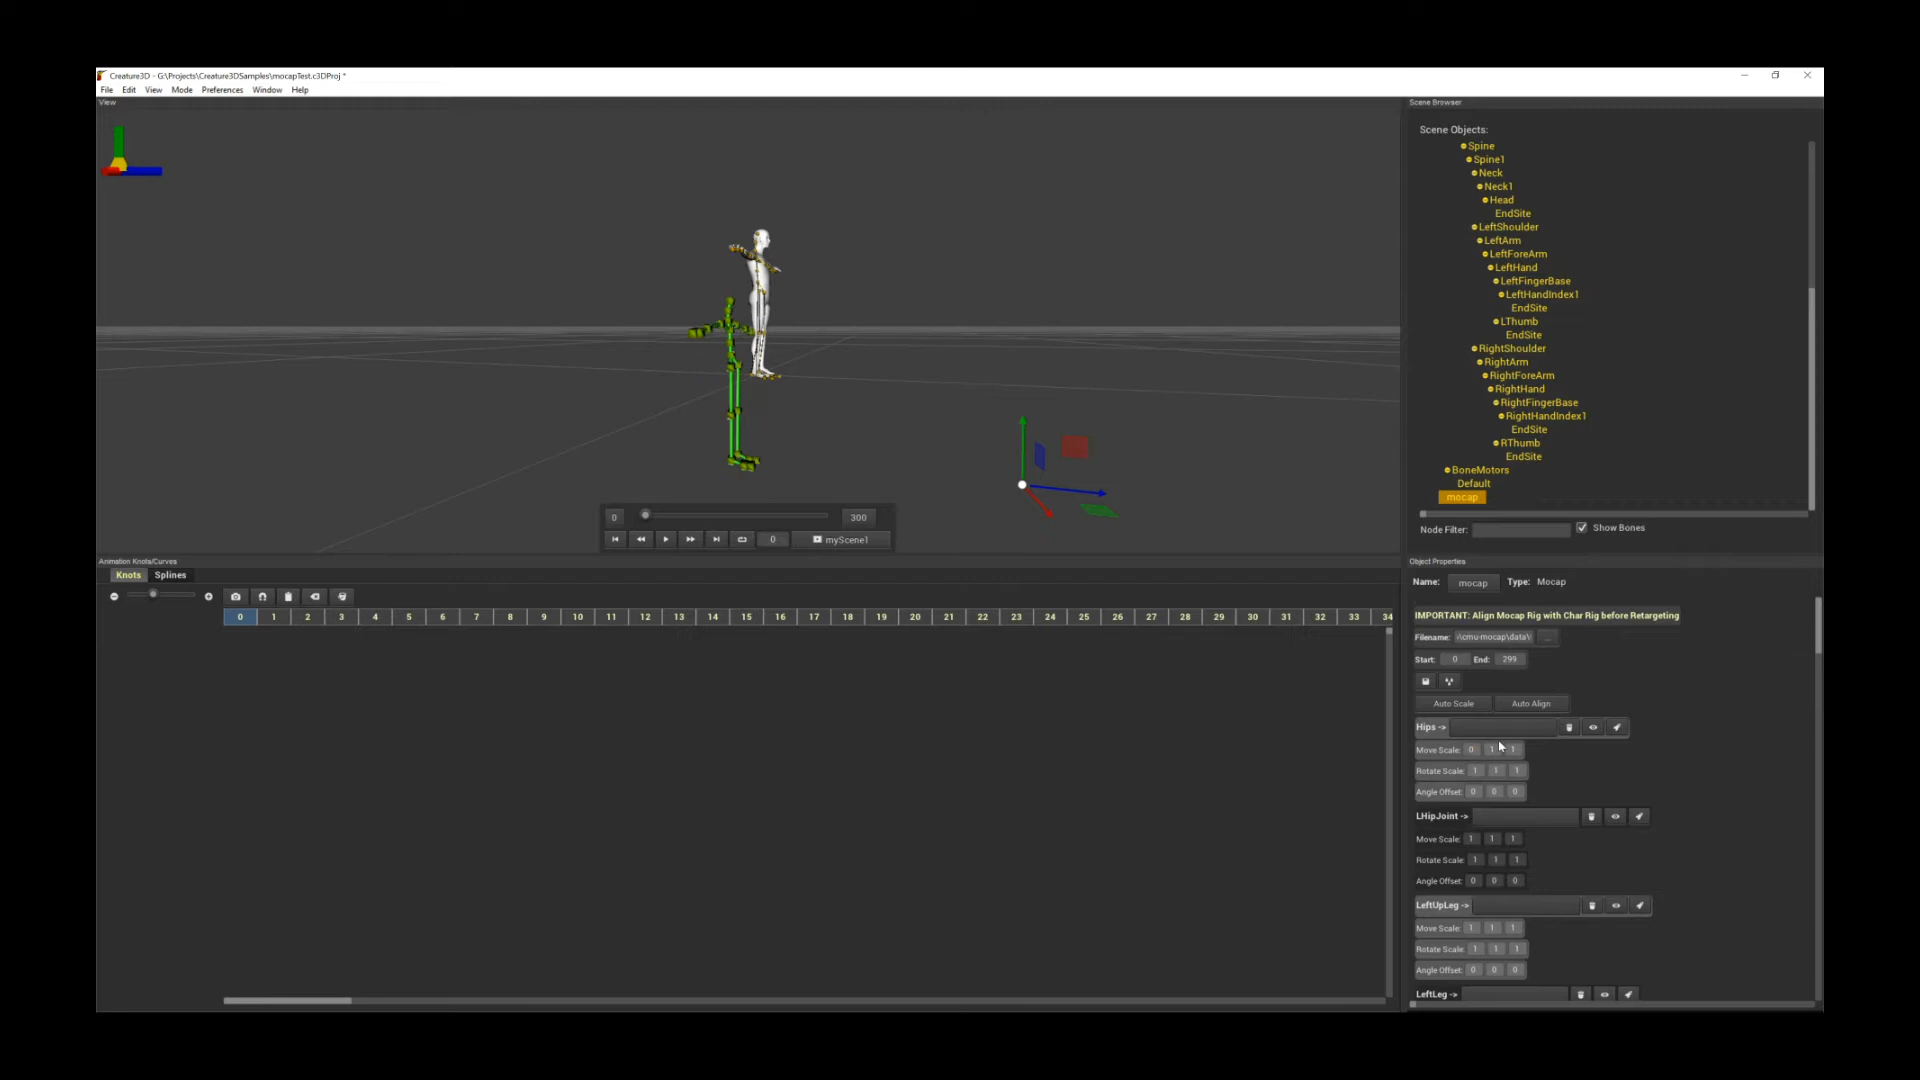 Creature3D - G:\Projects\Creature3DSamples\mocapTest.c3DProj *
File Edit View Mode Preferences Window Help
View
Scene Browser
Scene Objects:
Spine
Spine1
Neck
Neck1
Head
EndSite
LeftShoulder
LeftArm
LeftForeArm
LeftHand
LeftFingerBase
LeftHandIndex1
EndSite
LThumb
EndSite
RightShoulder
RightArm
RightForeArm
RightHand
RightFingerBase
RightHandIndex1
EndSite
RThumb
EndSite
BoneMotors
Default
mocap
Node Filter: Show Bones
0 300
0 myScene1
Animation Knots/Curves
Knots Splines
0 1 2 3 4 5 6 7 8 9 10 11 12 13 14 15 16 17 18 19 20 21 22 23 24 25 26 27 28 29 30 31 32 33 34
Object Properties
Name: mocap Type: Mocap
IMPORTANT: Align Mocap Rig with Char Rig before Retargeting
Filename: \cmu-mocap\data\ ...
Start: 0 End: 299
Auto Scale Auto Align
Hips ->
Move Scale: 0 1 1
Rotate Scale: 1 1 1
Angle Offset: 0 0 0
LHipJoint ->
Move Scale: 1 1 1
Rotate Scale: 1 1 1
Angle Offset: 0 0 0
LeftUpLeg ->
Move Scale: 1 1 1
Rotate Scale: 1 1 1
Angle Offset: 0 0 0
LeftLeg ->